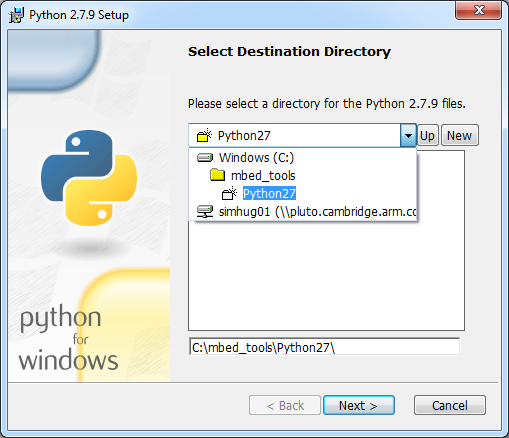 Python 2.7.9 Setup
Select Destination Directory
Please select a directory for the Python 2.7.9 files.
Python27
Up
New
Windows (C:)
mbed_tools
Python27
simhug01 (\\pluto.cambridge.arm.co
C:\mbed_tools\Python27\
python
for
windows
< Back
Next >
Cancel